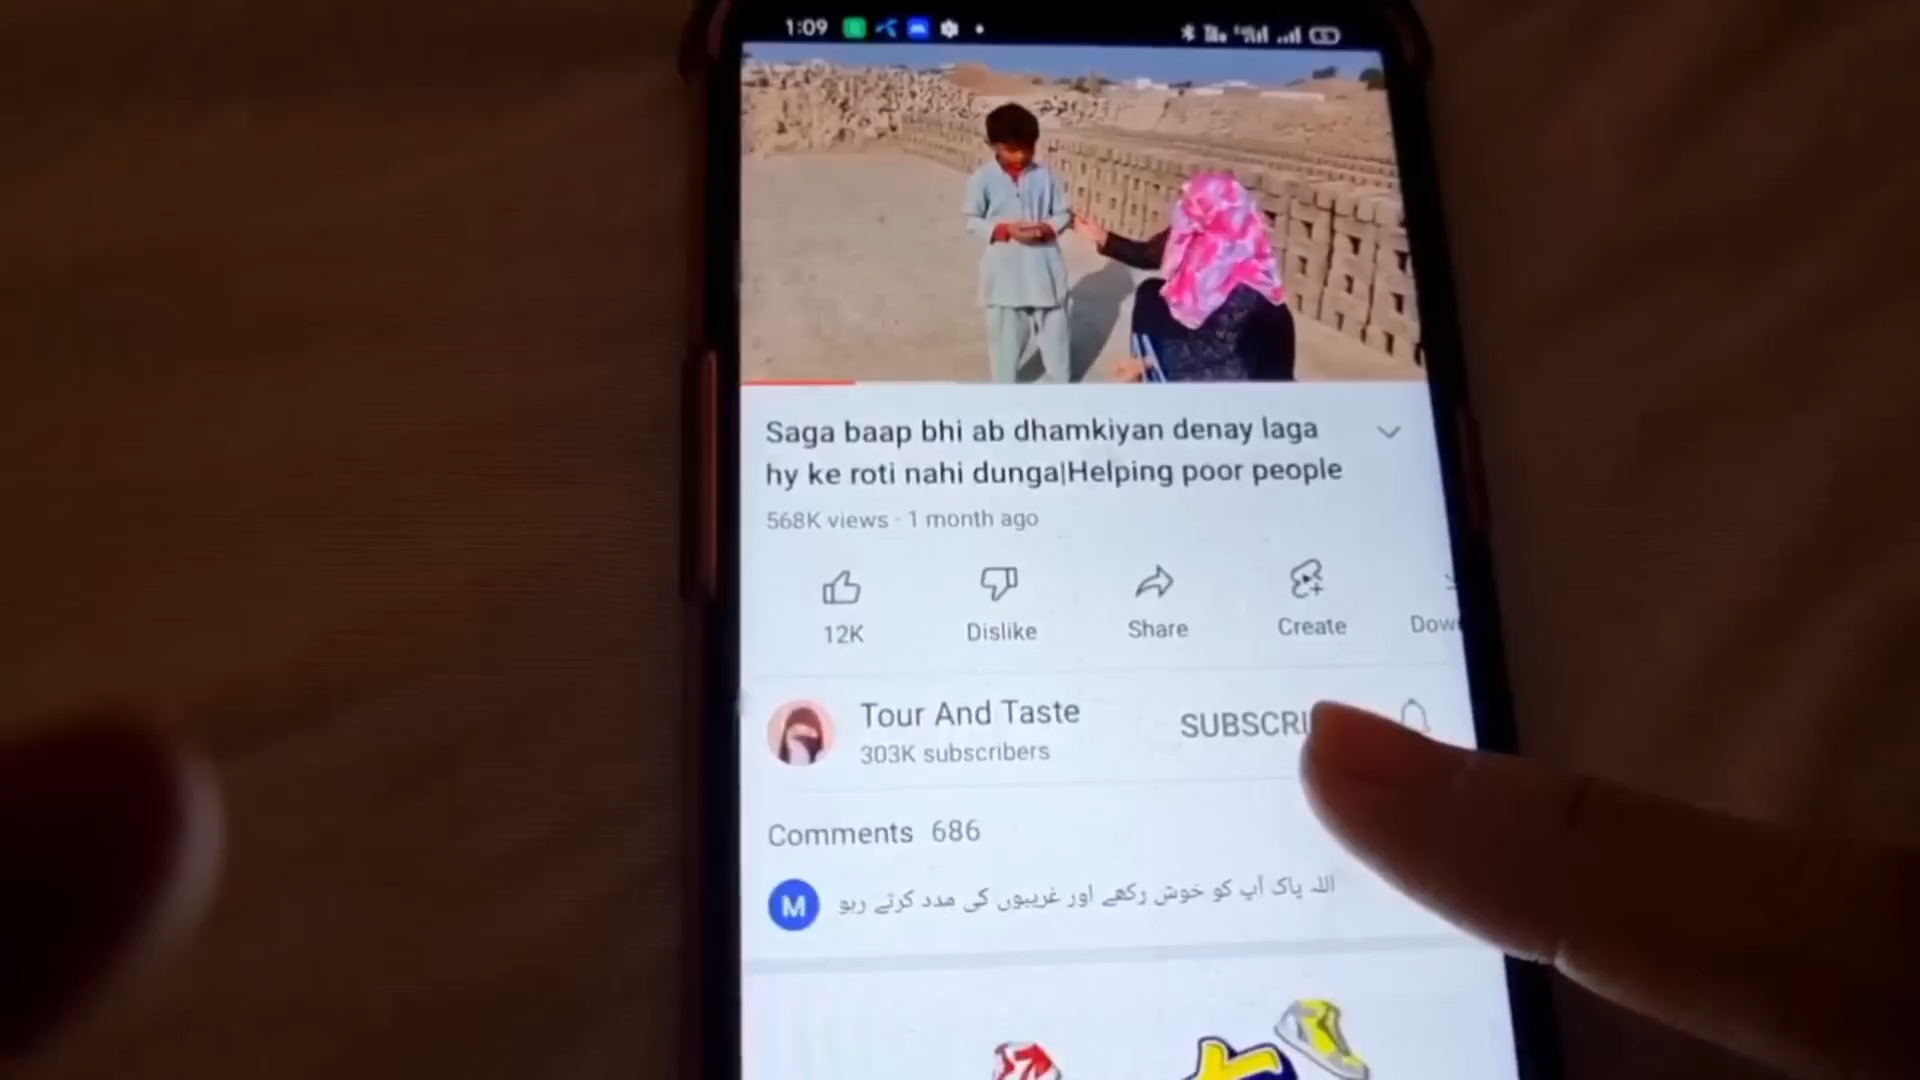 1:09
Saga baap bhi ab dhamkiyan denay laga
hy ke roti nahi dunga|Helping poor people
568K views · 1 month ago
12K
Dislike
Share
Create
Dow
Tour And Taste
SUBSCRI
303K subscribers
Comments 686
M
اللہ پاک آپ کو خوش رکھے اور غریبوں کی مدد کرتے رہو